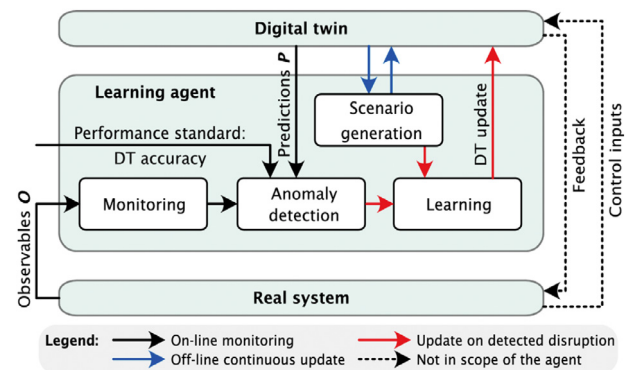 Digital twin
Learning agent
Predictions P
Scenario
generation
DT update
Performance standard:
DT accuracy
Monitoring
Anomaly
detection
Learning
Observables O
Feedback
Control inputs
Real system
Legend:
On-line monitoring
Update on detected disruption
Off-line continuous update
Not in scope of the agent